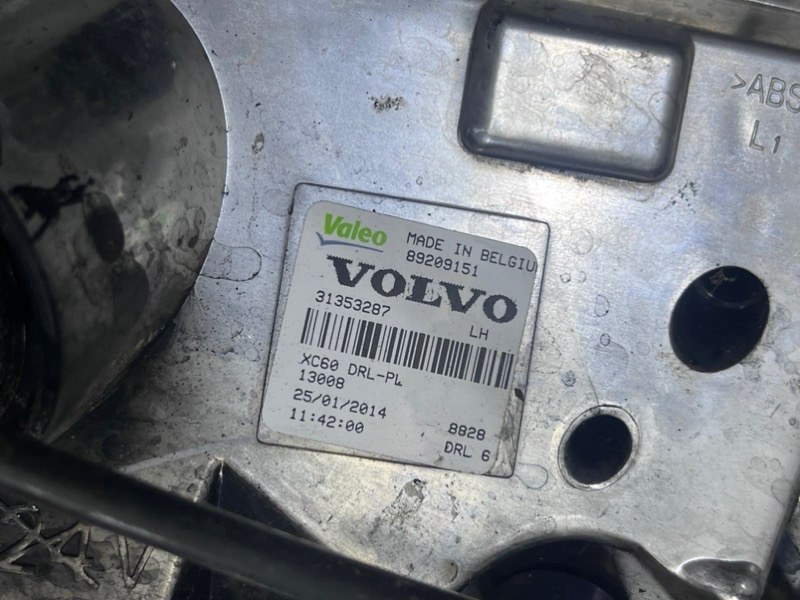 >ABS
L1
Valeo
MADE IN BELGIU
89209151
VOLVO
31353287
LH
XC60 DRL-PL
13008
25/01/2014
11:42:00
8828
DRL 6